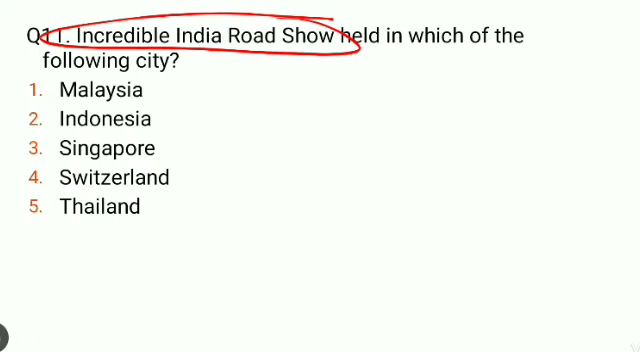 Q11. Incredible India Road Show held in which of the
following city?
1. Malaysia
2. Indonesia
3. Singapore
4. Switzerland
5. Thailand